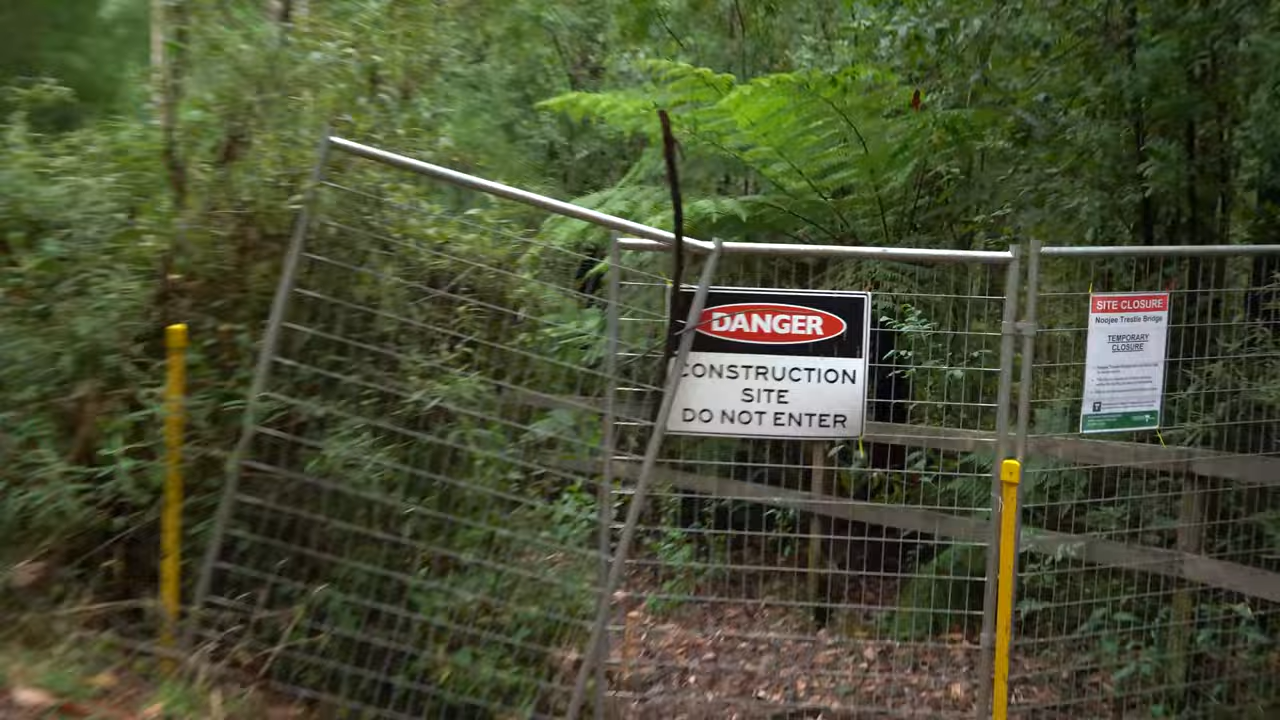 DANGER
CONSTRUCTION
SITE
DO NOT ENTER
SITE CLOSURE
Noojee Trestle Bridge
TEMPORARY
CLOSURE